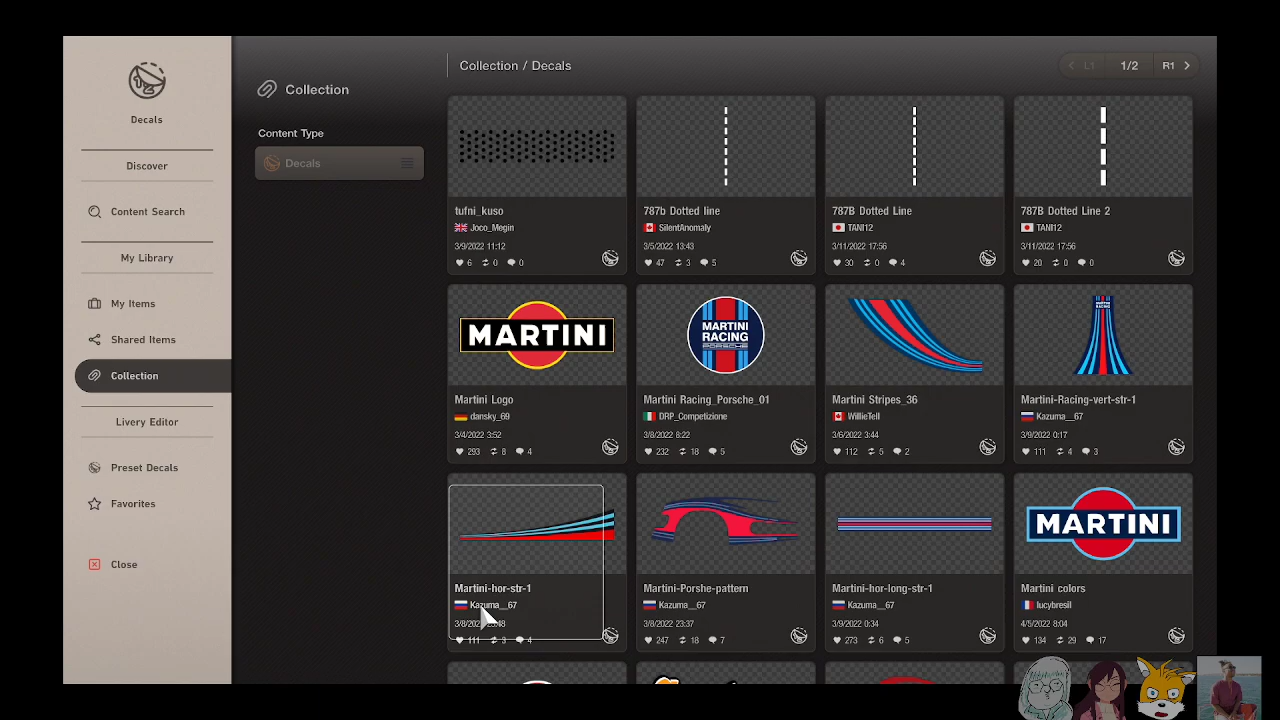 Decals
Discover
Content Search
My Library
My Items
Shared Items
Collection
Livery Editor
Preset Decals
Favorites
Close
Collection
Content Type
Decals
Collection / Decals
L1 1/2 R1
tufni_kuso
Joco_Megin
3/9/2022 11:12
6 0 0
787b Dotted line
SilentAnomaly
3/5/2022 13:43
47 3 5
787B Dotted Line
TANI12
3/11/2022 17:56
30 0 4
787B Dotted Line 2
TANI12
3/11/2022 17:56
20 0 0
MARTINI
Martini Logo
dansky_69
3/4/2022 3:52
293 8 4
MARTINI
RACING
PORSCHE
Martini Racing_Porsche_01
DRP_Competizione
3/8/2022 8:22
232 18 5
Martini Stripes_36
WillieTell
3/6/2022 3:44
112 5 2
MARTINI
RACING
Martini-Racing-vert-str-1
Kazuma__67
3/9/2022 0:17
111 4 3
Martini-hor-str-1
Kazuma__67
111 3 4
Martini-Porshe-pattern
Kazuma__67
3/8/2022 23:37
247 18 7
Martini-hor-long-str-1
Kazuma__67
3/9/2022 0:34
273 6 5
MARTINI
Martini colors
lucybresil
4/5/2022 8:04
134 29 17